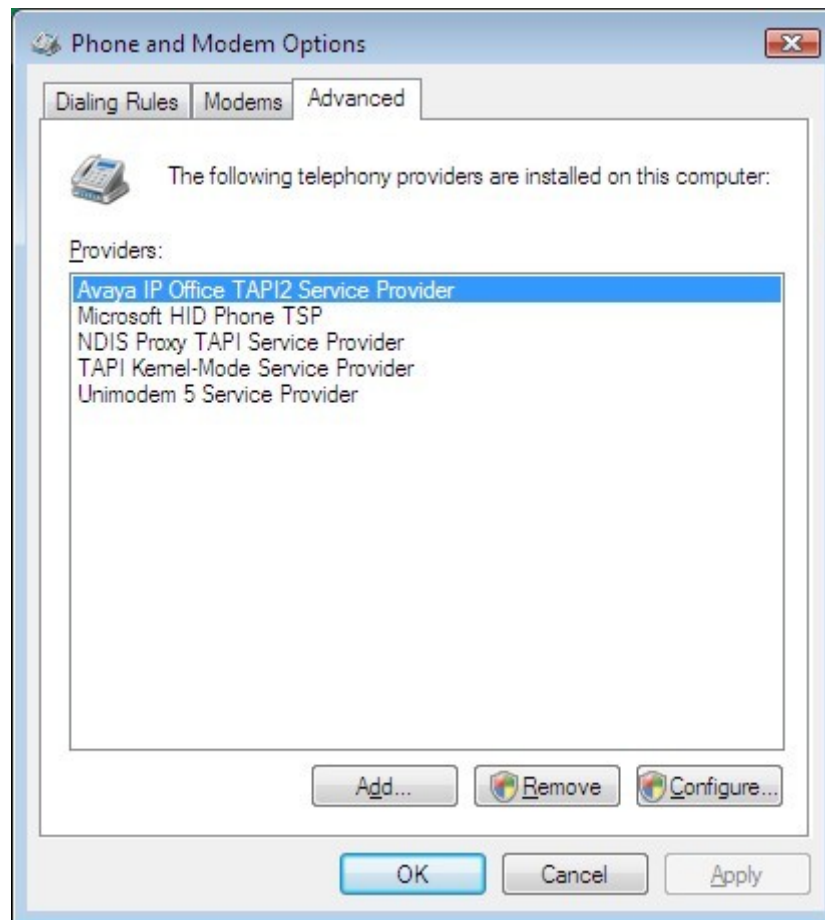 Phone and Modem Options
Dialing Rules
Modems
Advanced
The following telephony providers are installed on this computer:
Providers:
Avaya IP Office TAPI2 Service Provider
Microsoft HID Phone TSP
NDIS Proxy TAPI Service Provider
TAPI Kernel-Mode Service Provider
Unimodem 5 Service Provider
Add...
Remove
Configure...
OK
Cancel
Apply